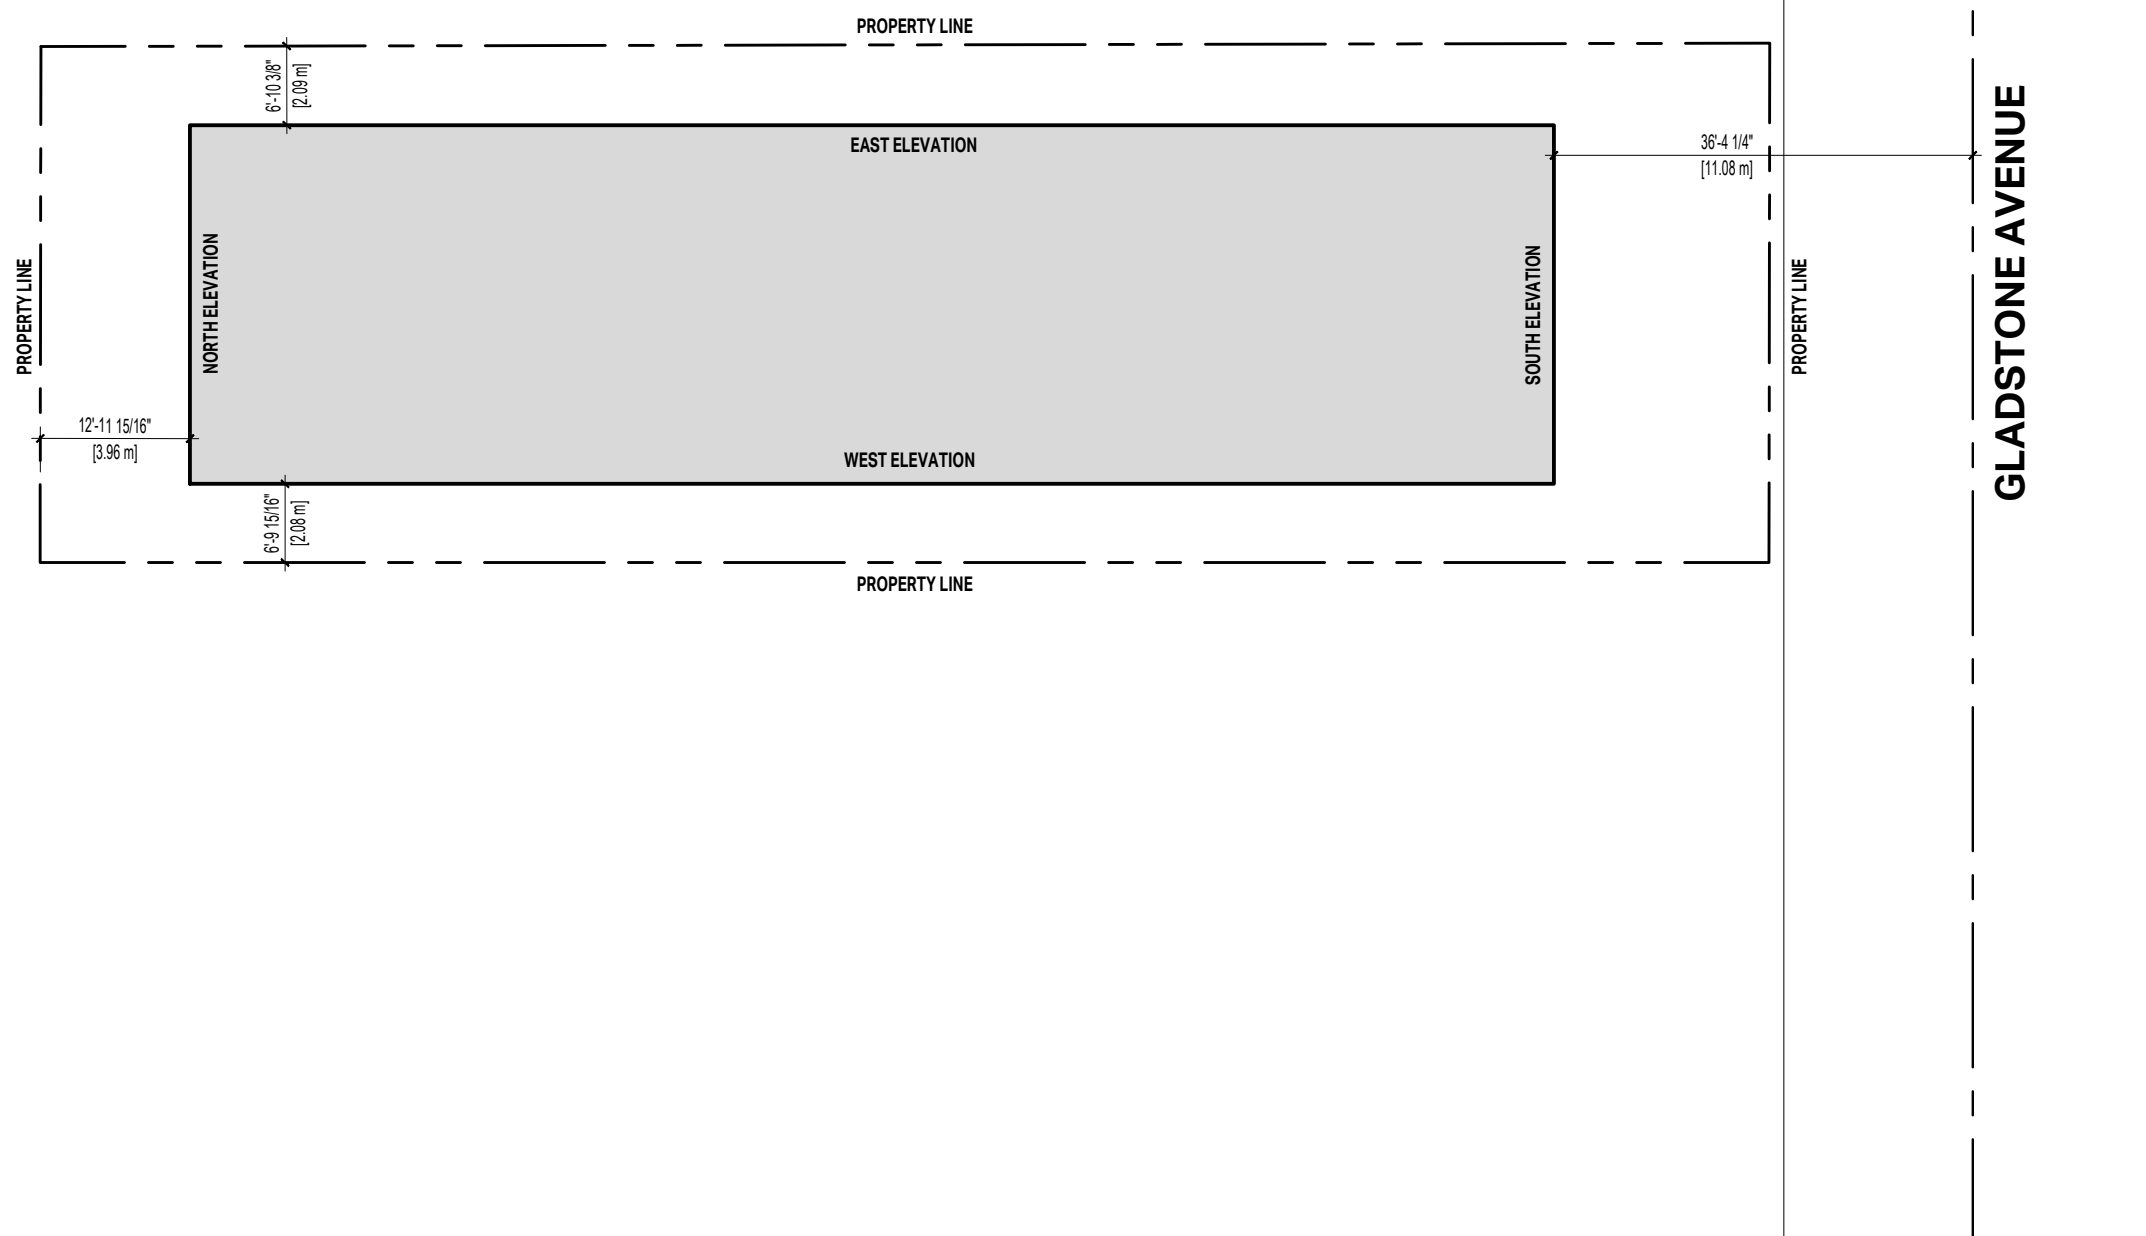 PROPERTY LINE
6'-10 3/8"
[2.09 m]
EAST ELEVATION
36'-4 1/4"
[11.08 m]
GLADSTONE AVENUE
PROPERTY LINE
NORTH ELEVATION
SOUTH ELEVATION
PROPERTY LINE
12'-11 15/16"
[3.96 m]
WEST ELEVATION
6'-9 15/16"
[2.08 m]
PROPERTY LINE